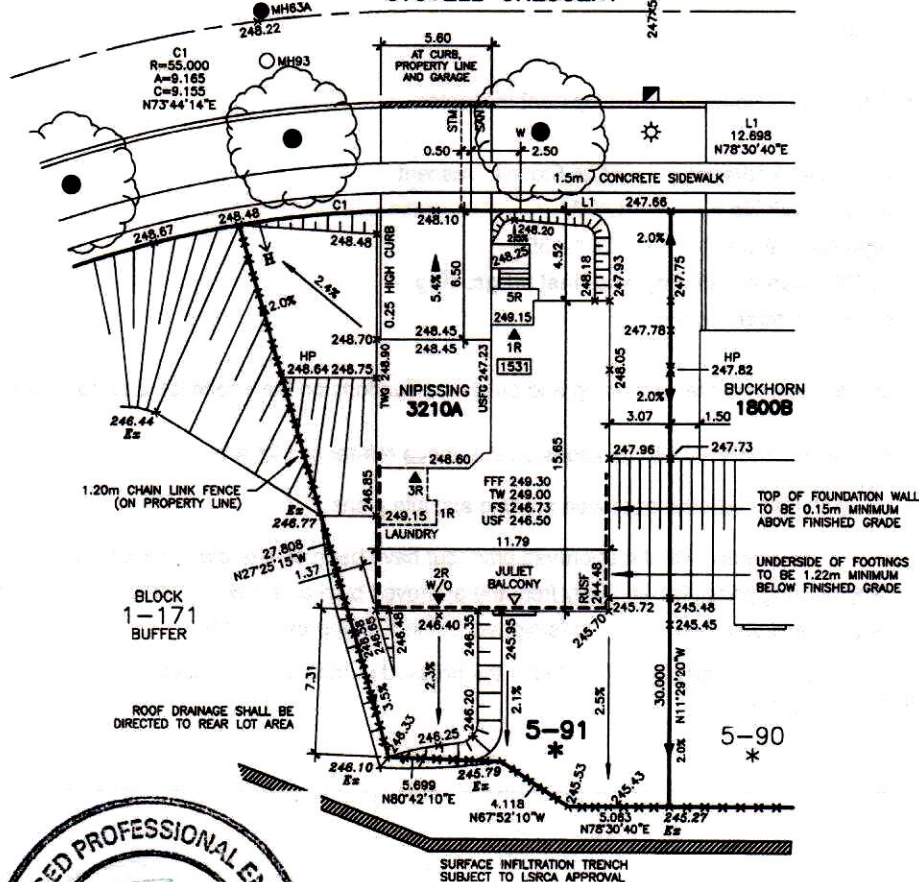 MH63A
248.22
247.5
C1
R=55.000
A=9.165
C=9.155
N73°44'14"E
MH93
5.60
AT CURB,
PROPERTY LINE
AND GARAGE
STM
SAN
W
0.50
2.50
L1
12.698
N78°30'40"E
1.5m CONCRETE SIDEWALK
248.67
248.48
C1
248.10
L1
247.66
248.48
248.20
2.8%
248.25
4.52
248.18
247.93
2.0%
247.75
H
2.4%
2.0%
0.25 HIGH CURB
5.4%
6.50
5R
249.15
1R
1531
248.70
248.45
248.45
247.78
HP
248.64
248.75
TWG 248.90
USFG 247.23
248.05
HP
247.82
2.0%
NIPISSING
3210A
BUCKHORN
1800B
246.44
Ex
3.07
1.50
15.65
248.60
247.96
247.73
1.20m CHAIN LINK FENCE
(ON PROPERTY LINE)
246.85
3R
249.15
1R
LAUNDRY
FFF 249.30
TW 249.00
FS 246.73
USF 246.50
TOP OF FOUNDATION WALL
TO BE 0.15m MINIMUM
ABOVE FINISHED GRADE
Ex
246.77
11.79
27.808
N27°25'15"W
1.37
2R
W/O
JULIET
BALCONY
RUSF
244.48
UNDERSIDE OF FOOTINGS
TO BE 1.22m MINIMUM
BELOW FINISHED GRADE
BLOCK
1-171
BUFFER
246.40
245.70
245.72
245.48
245.45
246.58
246.65
246.48
246.35
245.95
7.31
3.5%
2.3%
246.20
2.1%
2.5%
30.000
N11°29'20"W
ROOF DRAINAGE SHALL BE
DIRECTED TO REAR LOT AREA
248.33
246.25
5-91
*
5-90
*
2.0%
246.10
Ex
5.699
N80°42'10"E
245.79
Ex
4.118
N67°52'10"W
245.53
245.43
5.063
N78°30'40"E
245.27
Ex
SURFACE INFILTRATION TRENCH
SUBJECT TO LSRCA APPROVAL